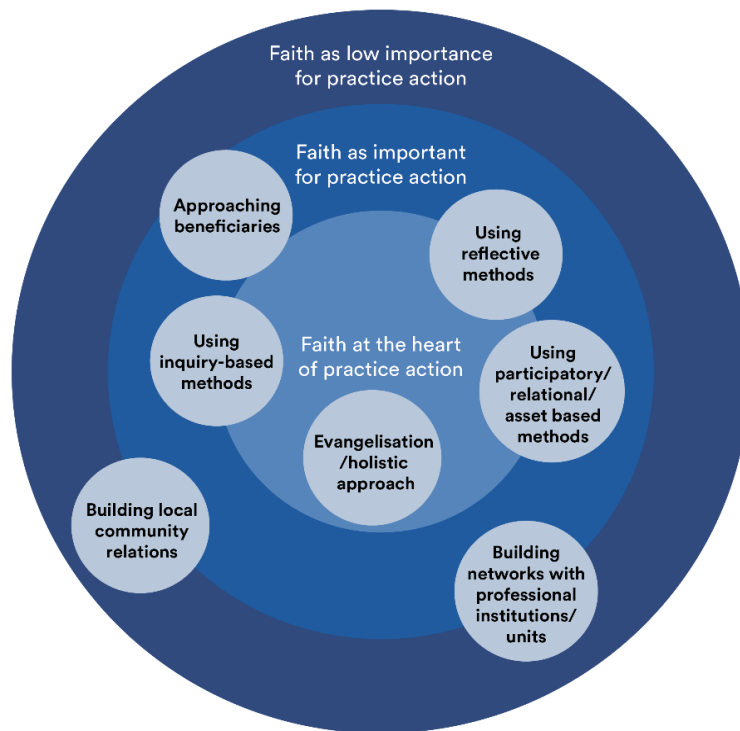 Faith as low importance
for practice action
Faith as important
for practice action
Approaching
beneficiaries
Using
reflective
methods
Using
inquiry-based
methods
Faith at the heart
of practice action
Using
participatory/
relational/
asset based
methods
Evangelisation
/holistic
approach
Building local
community
relations
Building
networks with
professional
institutions/
units